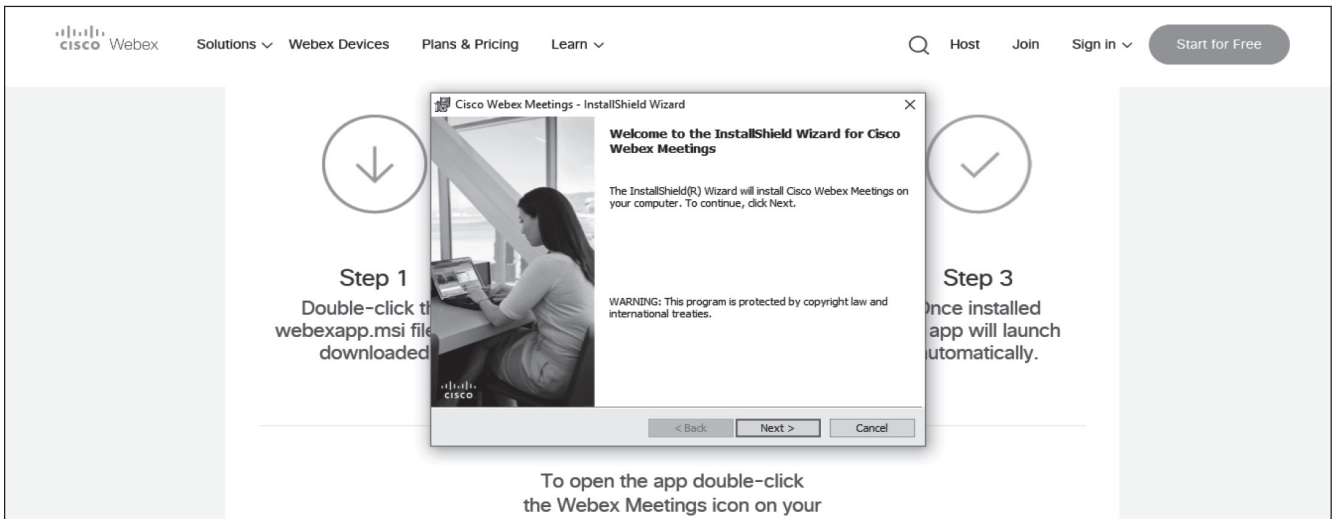 CISCO Webex
Solutions Webex Devices Plans & Pricing Learn Host Join Sign in Start for Free
Cisco Webex Meetings - InstallShield Wizard
Welcome to the InstallShield Wizard for Cisco
Webex Meetings
The InstallShield(R) Wizard will install Cisco Webex Meetings on
your computer. To continue, click Next.
WARNING: This program is protected by copyright law and
international treaties.
CISCO
< Back Next > Cancel
Step 1
Double-click
webexapp.msi
downloaded
Step 3
installed
app will launch
To open the app double-click
the Webex Meetings icon on your